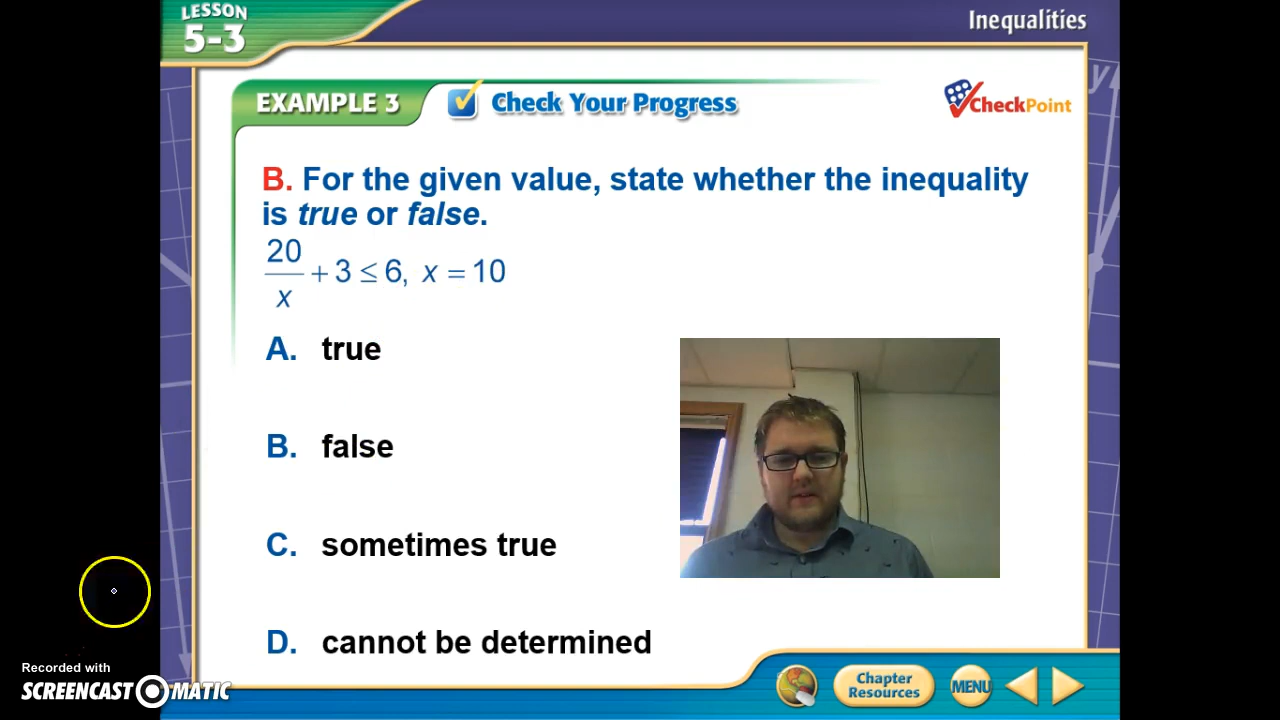 LESSON
5-3
Inequalities
EXAMPLE 3
Check Your Progress
CheckPoint
B. For the given value, state whether the inequality
is true or false.
20/x + 3 ≤ 6, x = 10
A. true
B. false
C. sometimes true
D. cannot be determined
y
Recorded with
SCREENCAST O MATIC
Chapter
Resources
MENU